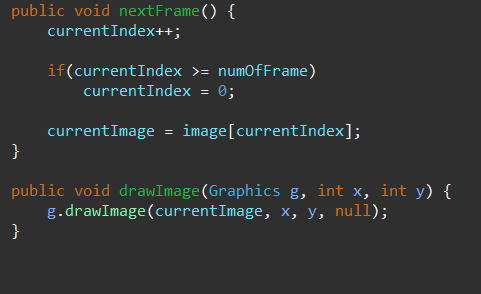 public void nextFrame() {
    currentIndex++;

    if(currentIndex >= numOfFrame)
        currentIndex = 0;

    currentImage = image[currentIndex];
}

public void drawImage(Graphics g, int x, int y) {
    g.drawImage(currentImage, x, y, null);
}